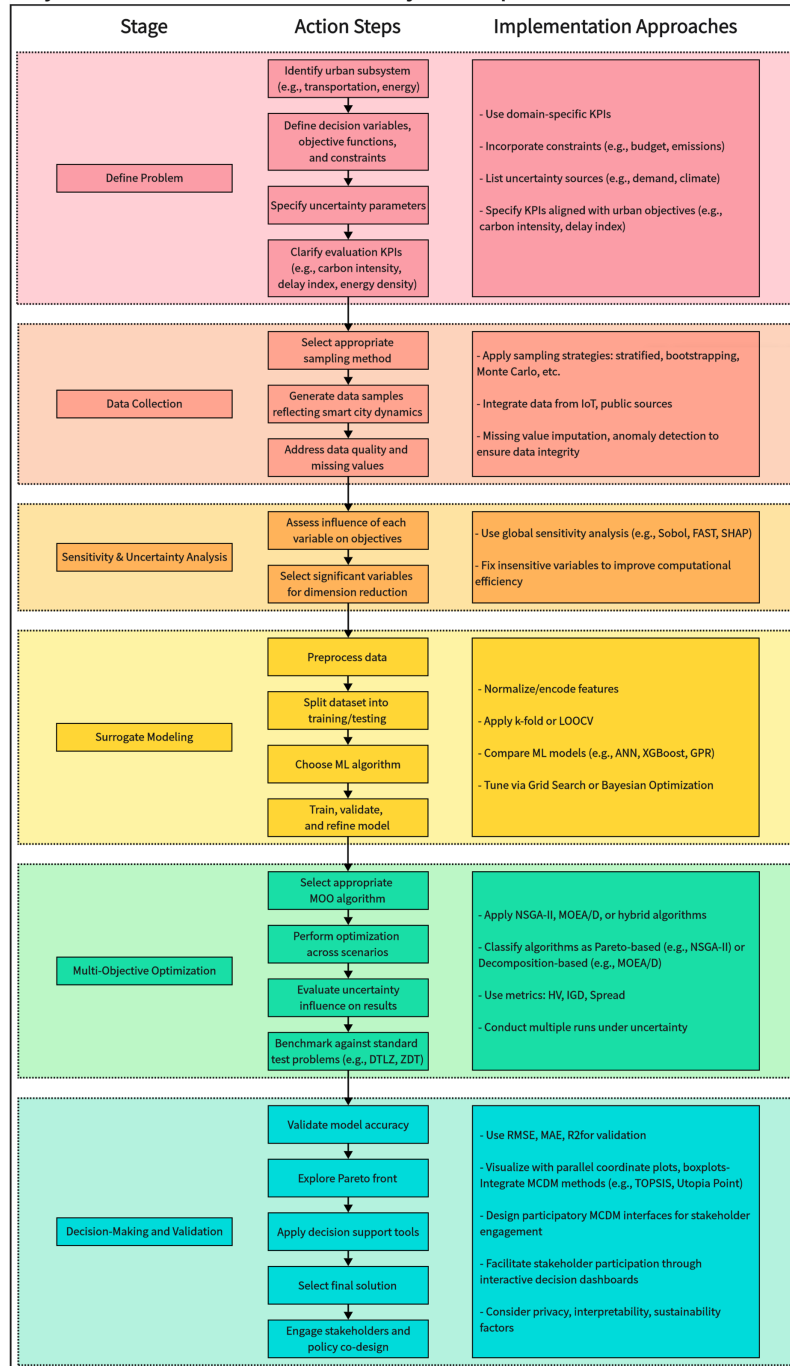 Stage
Action Steps
Implementation Approaches
Define Problem
Identify urban subsystem
(e.g., transportation, energy)
Define decision variables,
objective functions,
and constraints
Specify uncertainty parameters
Clarify evaluation KPIs
(e.g., carbon intensity,
delay index, energy density)
- Use domain-specific KPIs
- Incorporate constraints (e.g., budget, emissions)
- List uncertainty sources (e.g., demand, climate)
- Specify KPIs aligned with urban objectives (e.g.,
carbon intensity, delay index)
Data Collection
Select appropriate
sampling method
Generate data samples
reflecting smart city dynamics
Address data quality and
missing values
- Apply sampling strategies: stratified, bootstrapping,
Monte Carlo, etc.
- Integrate data from IoT, public sources
- Missing value imputation, anomaly detection to
ensure data integrity
Sensitivity & Uncertainty Analysis
Assess influence of each
variable on objectives
Select significant variables
for dimension reduction
- Use global sensitivity analysis (e.g., Sobol, FAST, SHAP)
- Fix insensitive variables to improve computational
efficiency
Surrogate Modeling
Preprocess data
Split dataset into
training/testing
Choose ML algorithm
Train, validate,
and refine model
- Normalize/encode features
- Apply k-fold or LOOCV
- Compare ML models (e.g., ANN, XGBoost, GPR)
- Tune via Grid Search or Bayesian Optimization
Multi-Objective Optimization
Select appropriate
MOO algorithm
Perform optimization
across scenarios
Evaluate uncertainty
influence on results
Benchmark against standard
test problems (e.g., DTLZ, ZDT)
- Apply NSGA-II, MOEA/D, or hybrid algorithms
- Classify algorithms as Pareto-based (e.g., NSGA-II) or
Decomposition-based (e.g., MOEA/D)
- Use metrics: HV, IGD, Spread
- Conduct multiple runs under uncertainty
Decision-Making and Validation
Validate model accuracy
Explore Pareto front
Apply decision support tools
Select final solution
Engage stakeholders and
policy co-design
- Use RMSE, MAE, R2for validation
- Visualize with parallel coordinate plots, boxplots-
Integrate MCDM methods (e.g., TOPSIS, Utopia Point)
- Design participatory MCDM interfaces for stakeholder
engagement
- Facilitate stakeholder participation through
interactive decision dashboards
- Consider privacy, interpretability, sustainability
factors